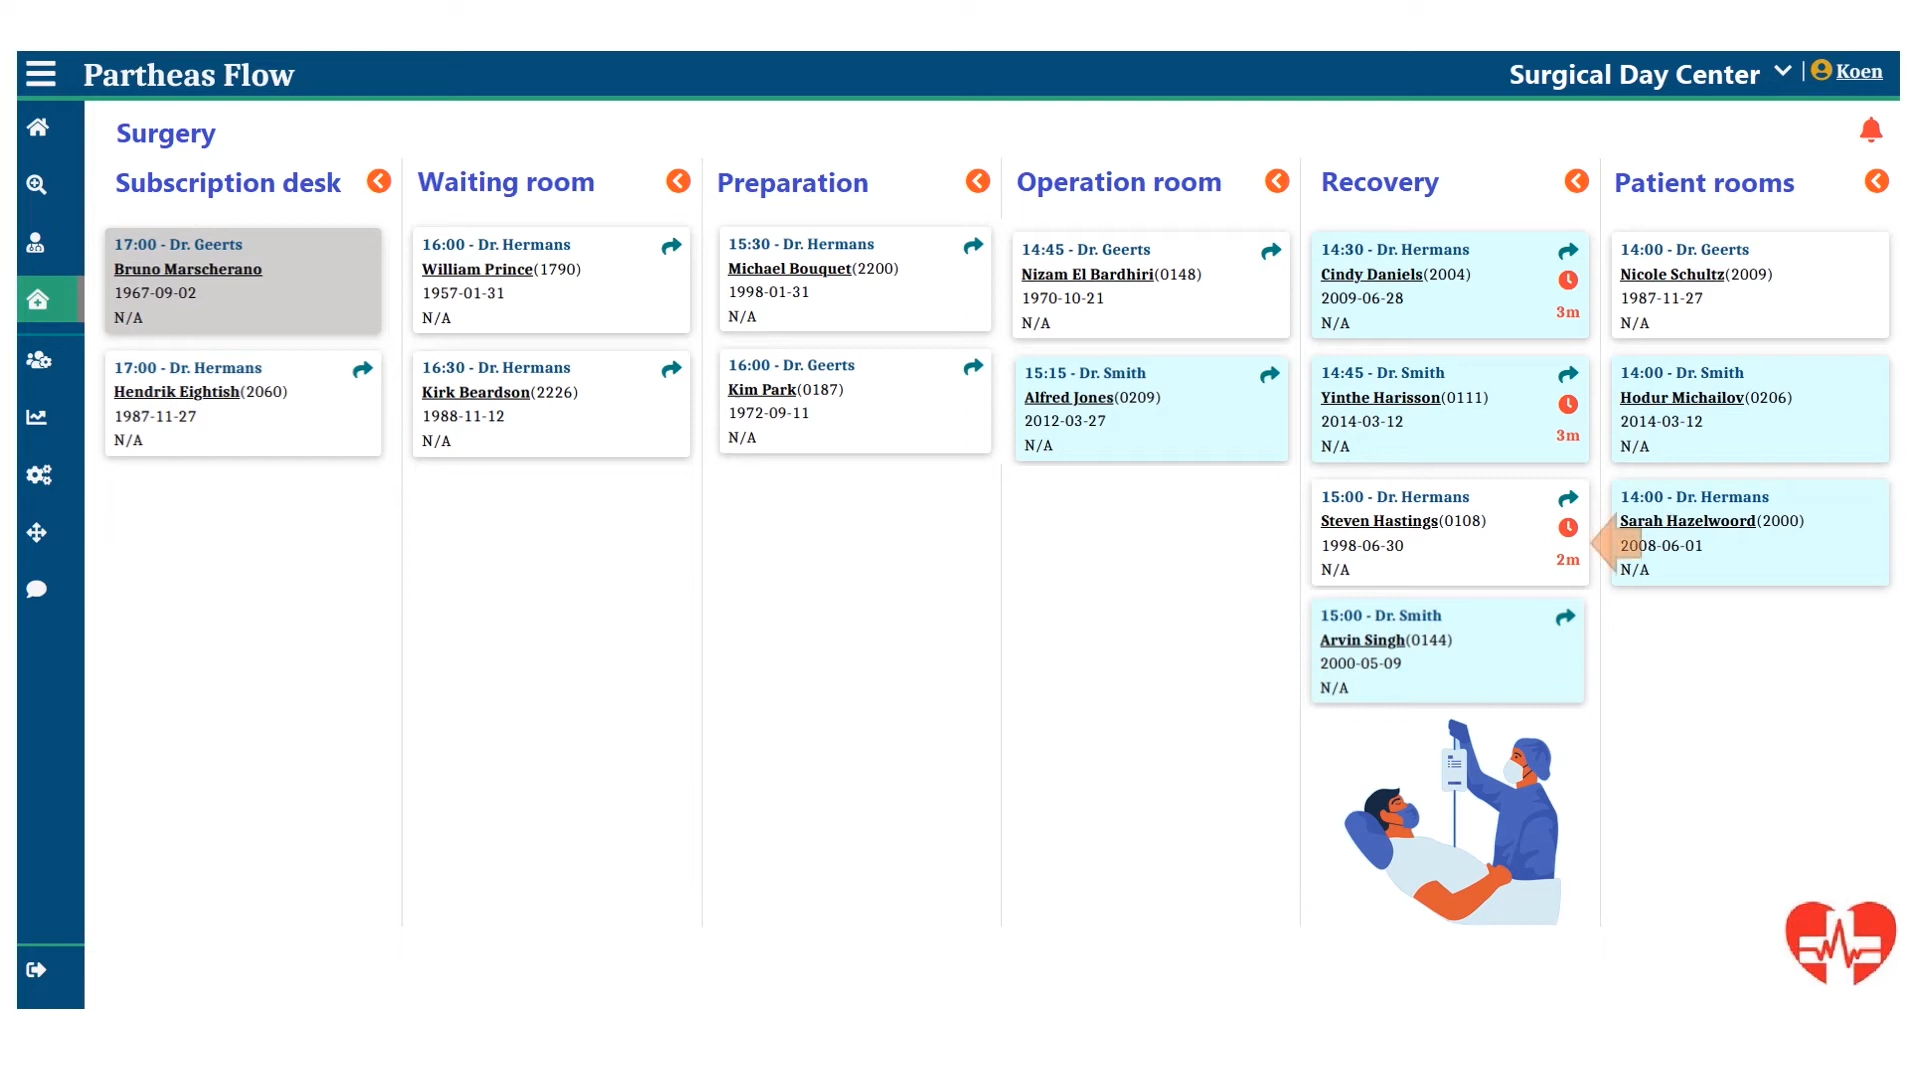 Partheas Flow
Surgical Day Center
Koen
Surgery
Subscription desk
17:00 - Dr. Geerts
Bruno Marscherano
1967-09-02
N/A
17:00 - Dr. Hermans
Hendrik Eightish(2060)
1987-11-27
N/A
Waiting room
16:00 - Dr. Hermans
William Prince(1790)
1957-01-31
N/A
16:30 - Dr. Hermans
Kirk Beardson(2226)
1988-11-12
N/A
Preparation
15:30 - Dr. Hermans
Michael Bouquet(2200)
1998-01-31
N/A
16:00 - Dr. Geerts
Kim Park(0187)
1972-09-11
N/A
Operation room
14:45 - Dr. Geerts
Nizam El Bardhiri(0148)
1970-10-21
N/A
15:15 - Dr. Smith
Alfred Jones(0209)
2012-03-27
N/A
Recovery
14:30 - Dr. Hermans
Cindy Daniels(2004)
2009-06-28
3m
N/A
14:45 - Dr. Smith
Yinthe Harisson(0111)
2014-03-12
3m
N/A
15:00 - Dr. Hermans
Steven Hastings(0108)
1998-06-30
2m
N/A
15:00 - Dr. Smith
Arvin Singh(0144)
2000-05-09
N/A
Patient rooms
14:00 - Dr. Geerts
Nicole Schultz(2009)
1987-11-27
N/A
14:00 - Dr. Smith
Hodur Michailov(0206)
2014-03-12
N/A
14:00 - Dr. Hermans
Sarah Hazelwoord(2000)
2008-06-01
N/A